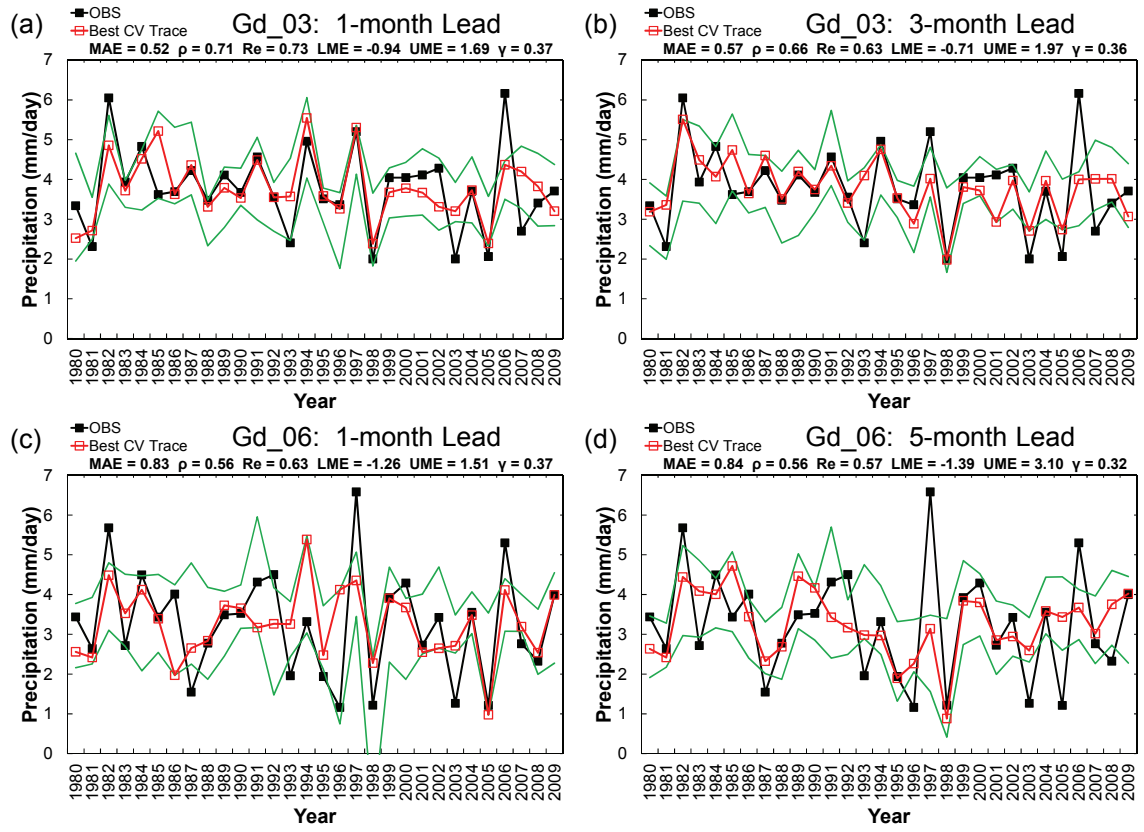 (a)
OBS
Best CV Trace
Gd_03: 1-month Lead
MAE = 0.52 ρ = 0.71 Re = 0.73 LME = -0.94 UME = 1.69 γ = 0.37
Precipitation (mm/day)
7
6
5
4
3
2
1
0
1980 1981 1982 1983 1984 1985 1986 1987 1988 1989 1990 1991 1992 1993 1994 1995 1996 1997 1998 1999 2000 2001 2002 2003 2004 2005 2006 2007 2008 2009
Year
(b)
OBS
Best CV Trace
Gd_03: 3-month Lead
MAE = 0.57 ρ = 0.66 Re = 0.63 LME = -0.71 UME = 1.97 γ = 0.36
Precipitation (mm/day)
7
6
5
4
3
2
1
0
1980 1981 1982 1983 1984 1985 1986 1987 1988 1989 1990 1991 1992 1993 1994 1995 1996 1997 1998 1999 2000 2001 2002 2003 2004 2005 2006 2007 2008 2009
Year
(c)
OBS
Best CV Trace
Gd_06: 1-month Lead
MAE = 0.83 ρ = 0.56 Re = 0.63 LME = -1.26 UME = 1.51 γ = 0.37
Precipitation (mm/day)
7
6
5
4
3
2
1
0
1980 1981 1982 1983 1984 1985 1986 1987 1988 1989 1990 1991 1992 1993 1994 1995 1996 1997 1998 1999 2000 2001 2002 2003 2004 2005 2006 2007 2008 2009
Year
(d)
OBS
Best CV Trace
Gd_06: 5-month Lead
MAE = 0.84 ρ = 0.56 Re = 0.57 LME = -1.39 UME = 3.10 γ = 0.32
Precipitation (mm/day)
7
6
5
4
3
2
1
0
1980 1981 1982 1983 1984 1985 1986 1987 1988 1989 1990 1991 1992 1993 1994 1995 1996 1997 1998 1999 2000 2001 2002 2003 2004 2005 2006 2007 2008 2009
Year